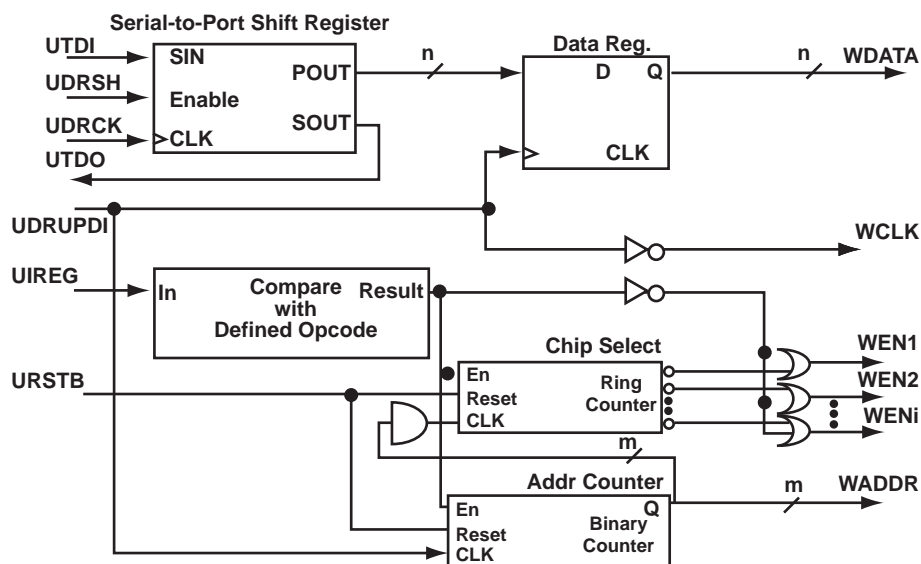 Serial-to-Port Shift Register
UTDI
SIN
UDRSH
Enable
UDRCK
CLK
UTDO
POUT
SOUT
n
Data Reg.
D Q
CLK
n
WDATA
UDRUPDI
WCLK
UIREG
In
Compare
with
Defined Opcode
Result
Chip Select
En
Reset
CLK
Ring
Counter
WEN1
WEN2
WENi
URSTB
m
Addr Counter
En
Reset
CLK
Q
Binary
Counter
m
WADDR